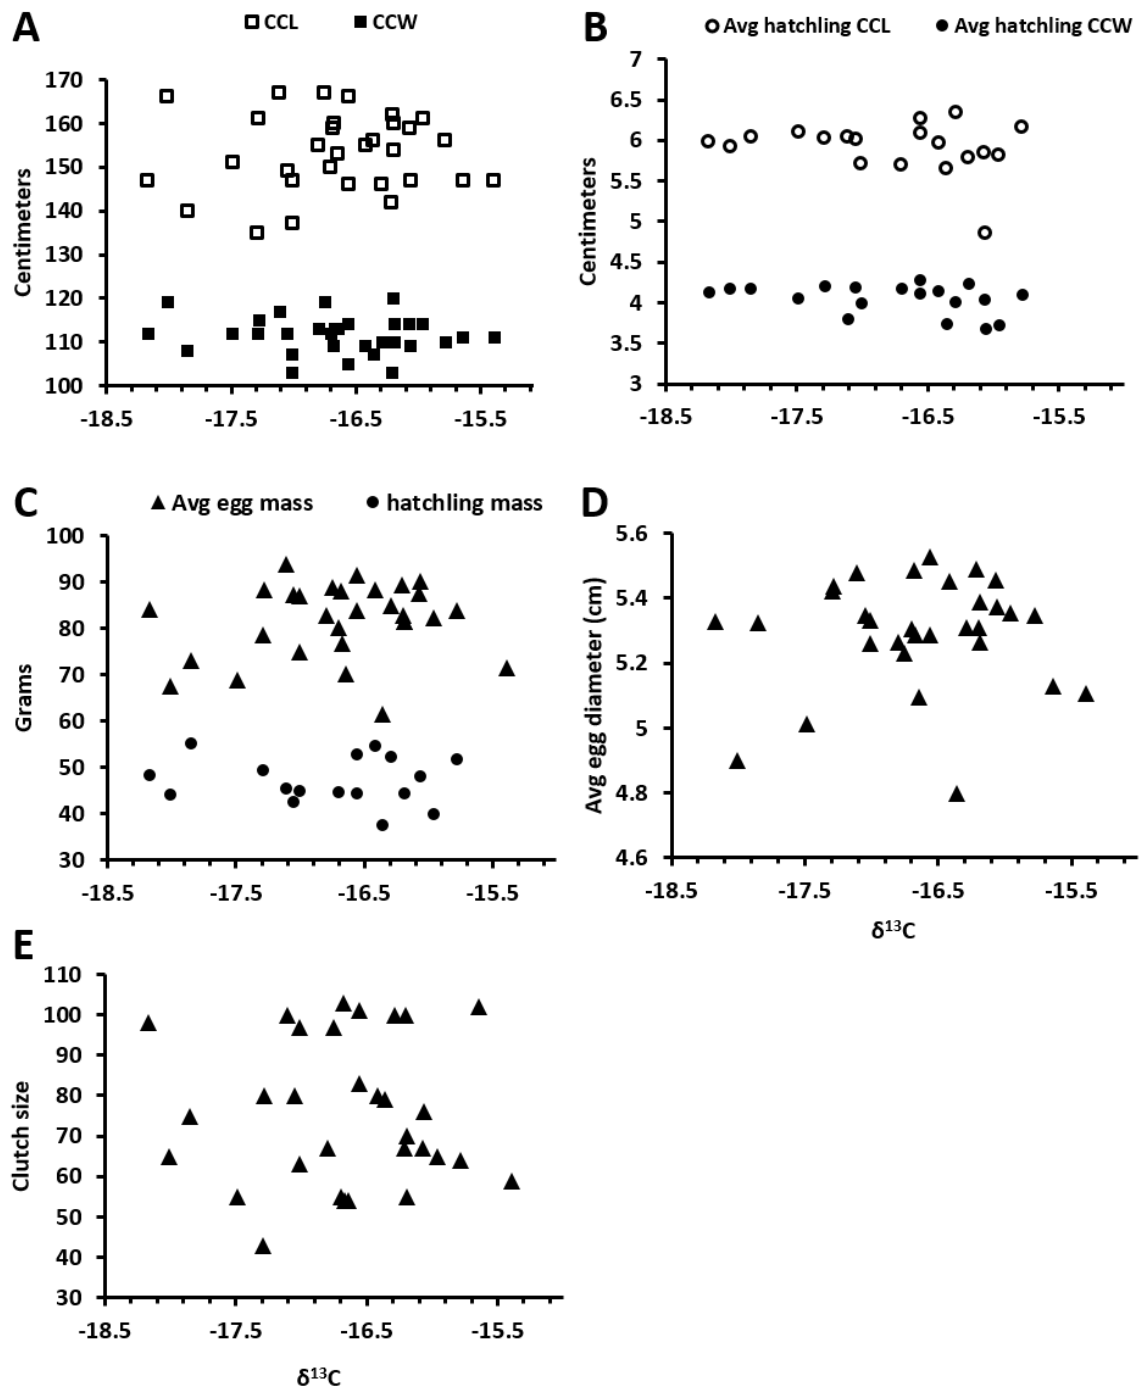 A
CCL CCW
170
160
150
140
130
120
110
100
Centimeters
-18.5 -17.5 -16.5 -15.5
B
Avg hatchling CCL Avg hatchling CCW
7
6.5
6
5.5
5
4.5
4
3.5
3
Centimeters
-18.5 -17.5 -16.5 -15.5
C
Avg egg mass hatchling mass
100
90
80
70
60
50
40
30
Grams
-18.5 -17.5 -16.5 -15.5
D
5.6
5.4
5.2
5
4.8
4.6
Avg egg diameter (cm)
-18.5 -17.5 -16.5 -15.5
δ¹³C
E
110
100
90
80
70
60
50
40
30
Clutch size
-18.5 -17.5 -16.5 -15.5
δ¹³C